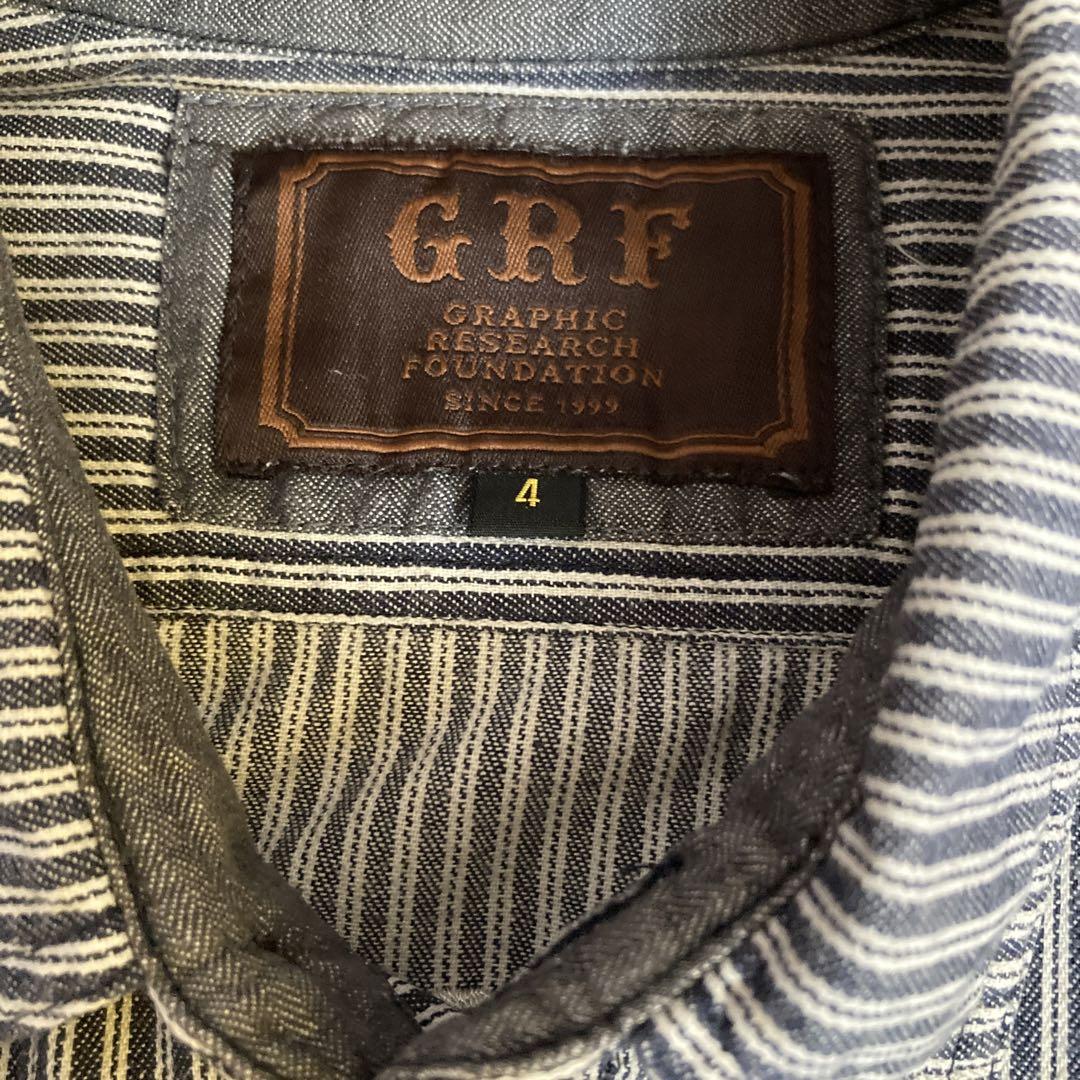 GRF
GRAPHIC
RESEARCH
FOUNDATION
SINCE 1999
4